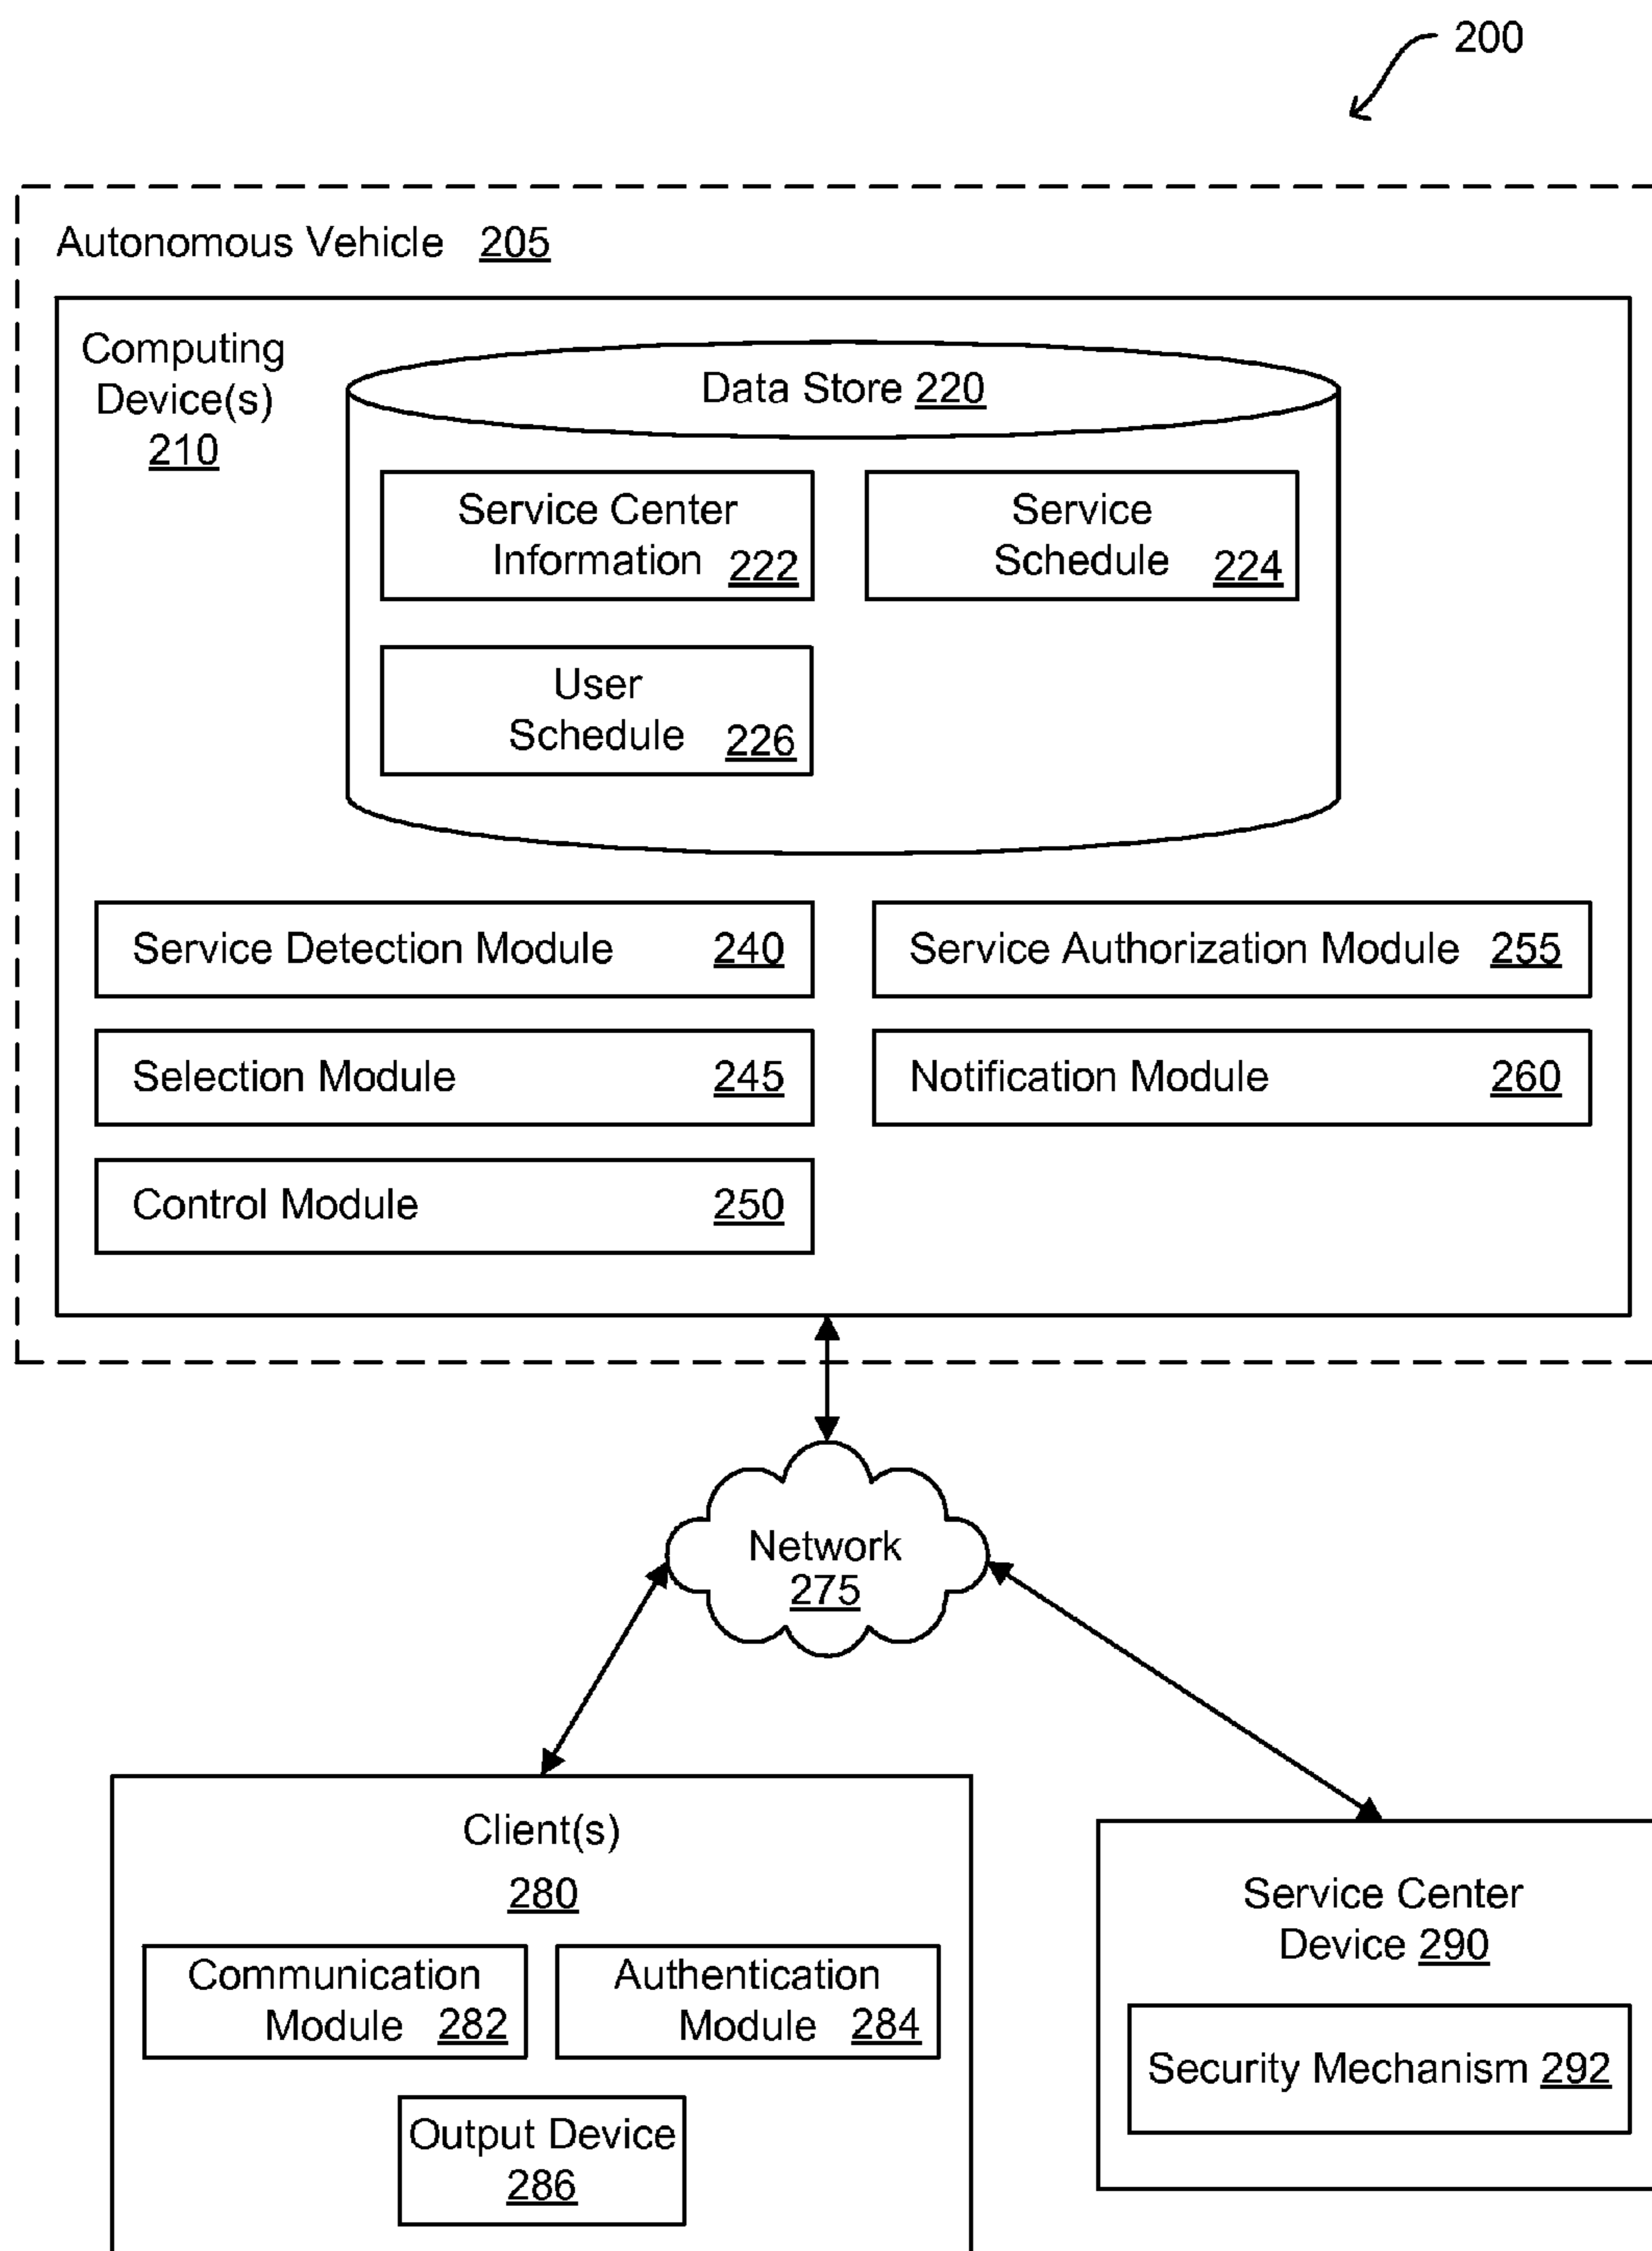 200
Autonomous Vehicle 205
Computing
Device(s)
210
Data Store 220
Service Center
Information 222
Service
Schedule 224
User
Schedule 226
Service Detection Module 240
Service Authorization Module 255
Selection Module 245
Notification Module 260
Control Module 250
Network
275
Client(s)
280
Communication
Module 282
Authentication
Module 284
Output Device
286
Service Center
Device 290
Security Mechanism 292